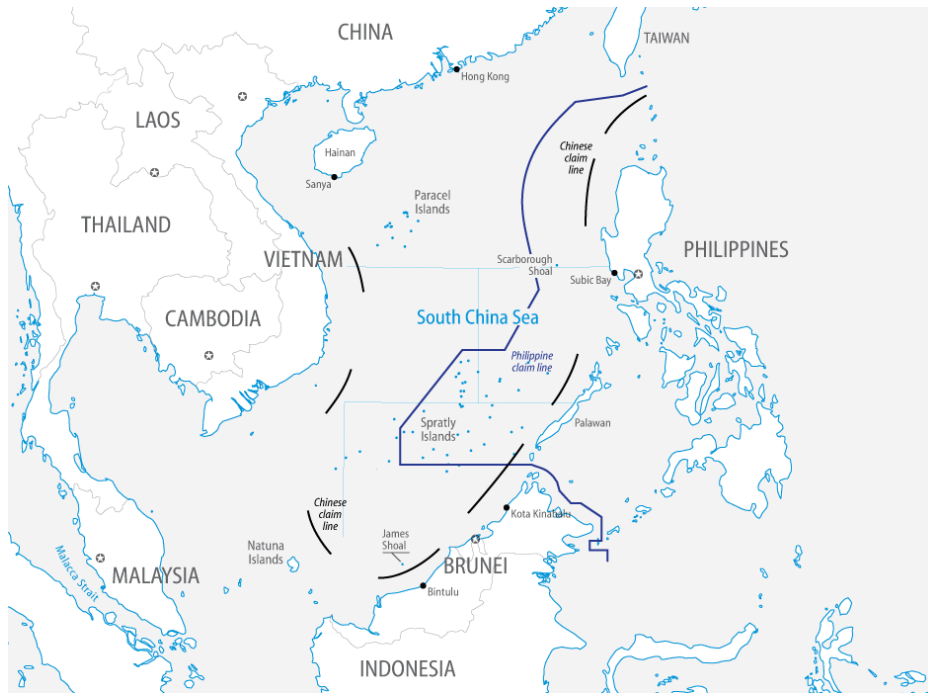 CHINA
TAIWAN
Hong Kong
LAOS
Hainan
Chinese
claim
line
Sanya
Paracel
Islands
THAILAND
VIETNAM
PHILIPPINES
Scarborough
Shoal
Subic Bay
CAMBODIA
South China Sea
Philippine
claim line
Spratly
Islands
Palawan
Chinese
claim
line
Kota Kinabalu
James
Shoal
Natuna
Islands
BRUNEI
MALAYSIA
Malacca Strait
Bintulu
INDONESIA